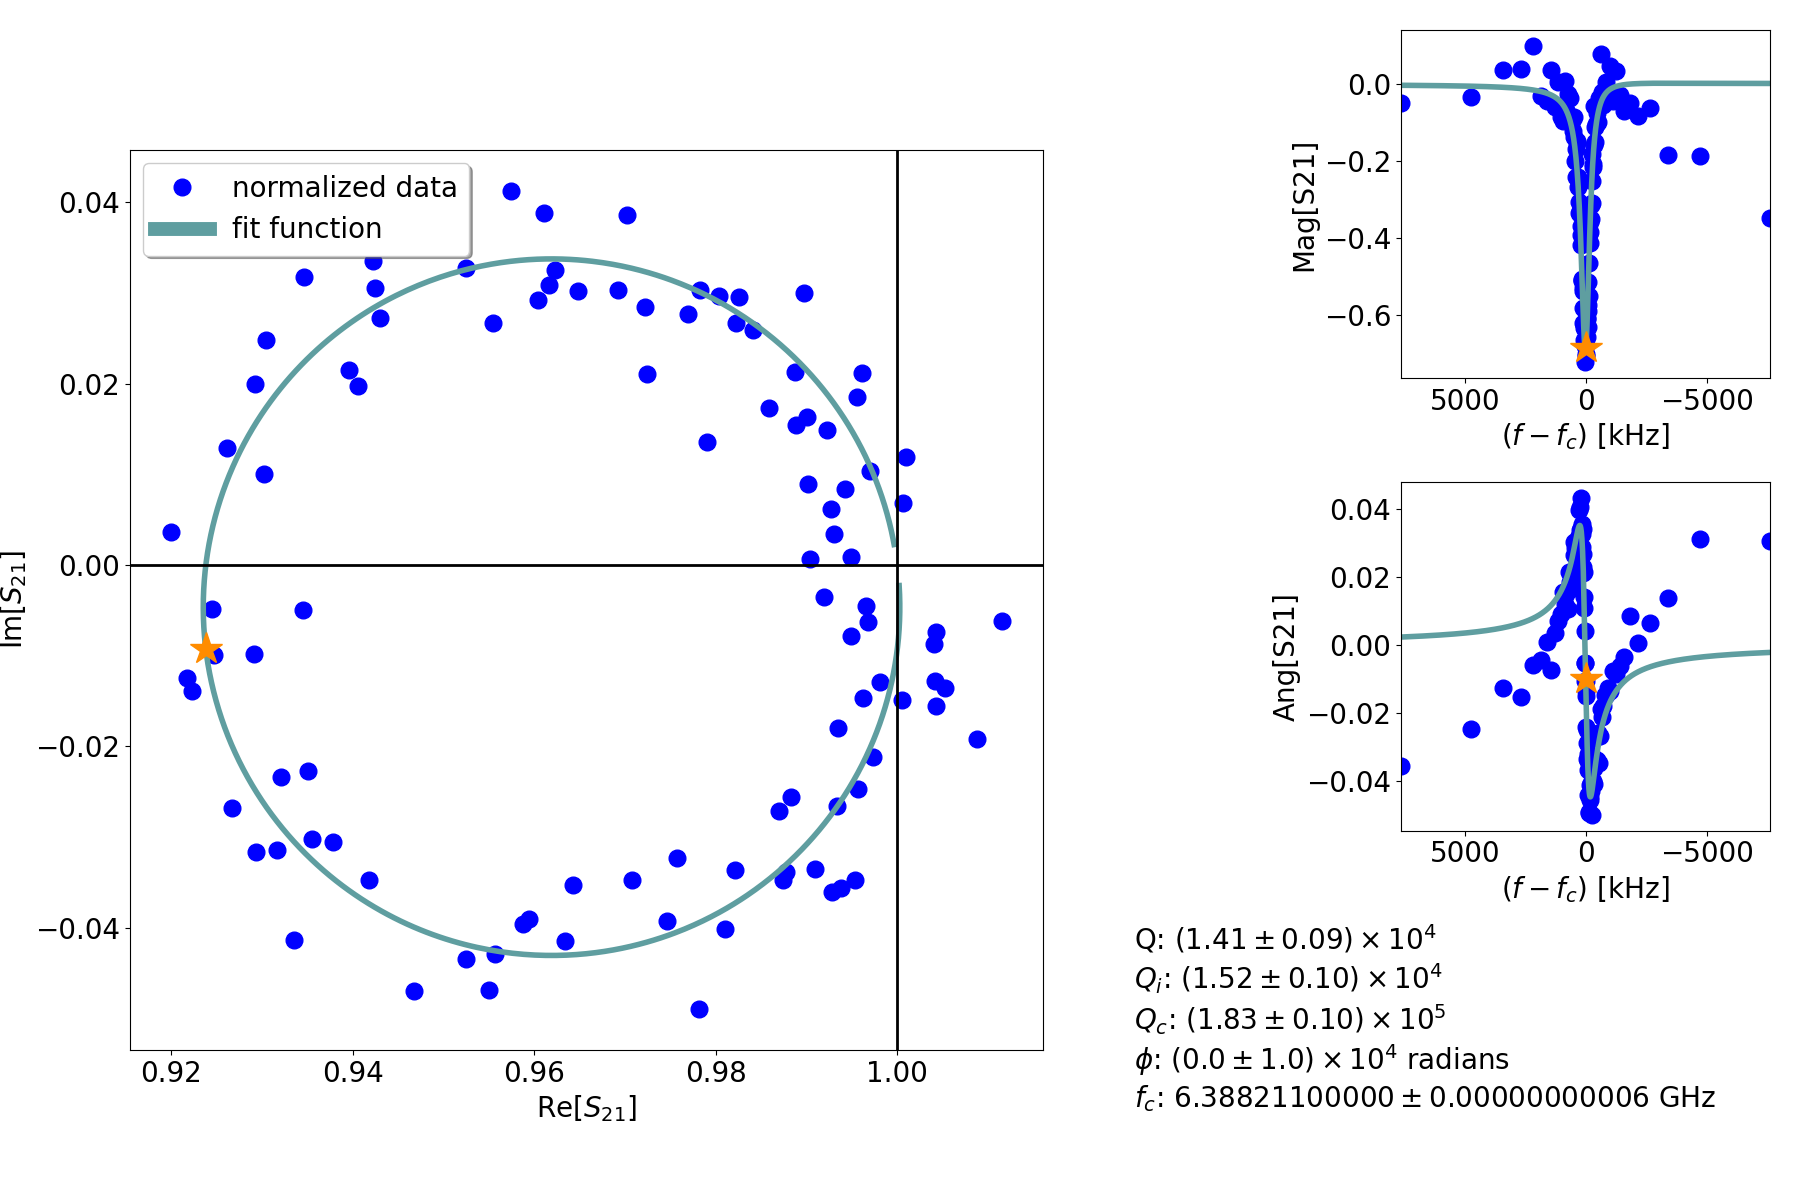 normalized data
fit function
0.04
0.02
0.00
−0.02
−0.04
Im[S₂₁]
0.92
0.94
0.96
0.98
1.00
Re[S₂₁]
0.0
−0.2
−0.4
−0.6
Mag[S21]
5000
0
−5000
(f − f_c) [kHz]
0.04
0.02
0.00
−0.02
−0.04
Ang[S21]
5000
0
−5000
(f − f_c) [kHz]
Q: (1.41 ± 0.09) × 10⁴
Q_i: (1.52 ± 0.10) × 10⁴
Q_c: (1.83 ± 0.10) × 10⁵
ϕ: (0.0 ± 1.0) × 10⁴ radians
f_c: 6.38821100000 ± 0.00000000006 GHz